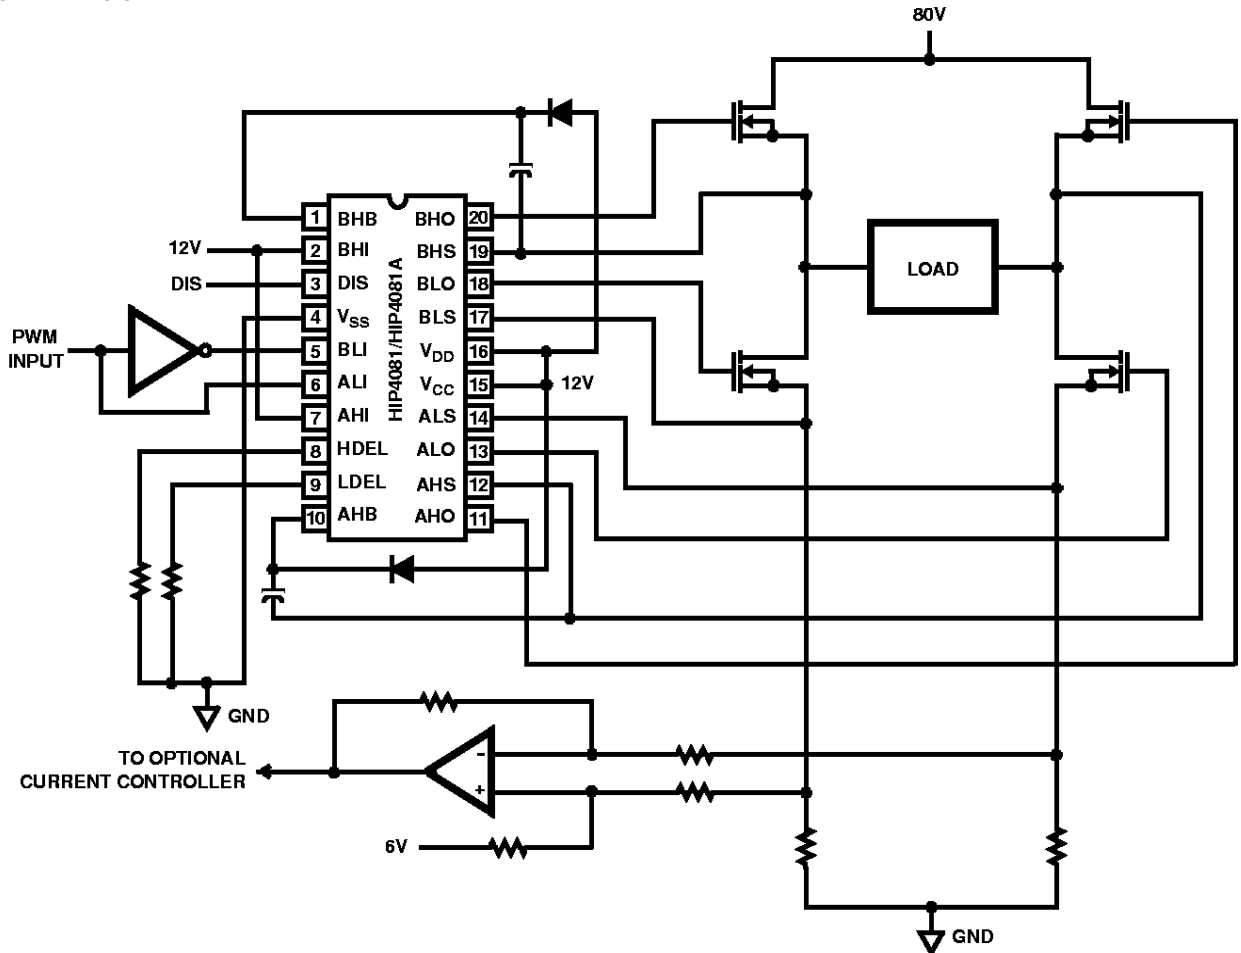 80V
12V
DIS
PWM
INPUT
1
2
3
4
5
6
7
8
9
10
BHB
BHI
DIS
VSS
BLI
ALI
AHI
HDEL
LDEL
AHB
HIP4081/HIP4081A
BHO
BHS
BLO
BLS
VDD
VCC
ALS
ALO
AHS
AHO
20
19
18
17
16
15
14
13
12
11
12V
LOAD
GND
TO OPTIONAL
CURRENT CONTROLLER
-
+
6V
GND